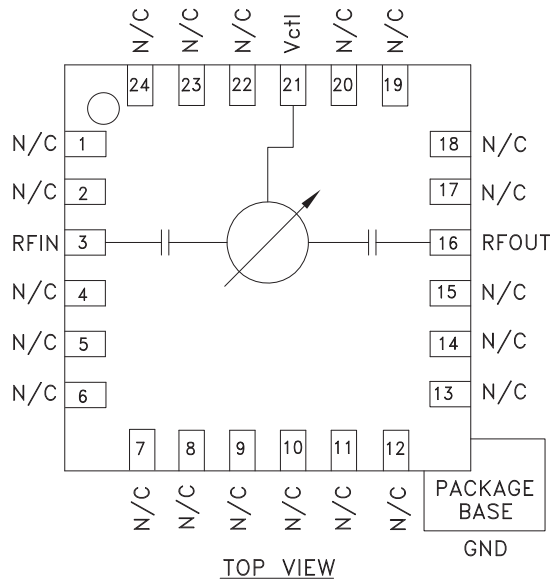 N/C N/C N/C Vctl N/C N/C
24 23 22 21 20 19
N/C 1 18 N/C
N/C 2 17 N/C
RFIN 3 16 RFOUT
N/C 4 15 N/C
N/C 5 14 N/C
N/C 6 13 N/C
7 8 9 10 11 12
N/C N/C N/C N/C N/C N/C
PACKAGE
BASE
GND
TOP VIEW